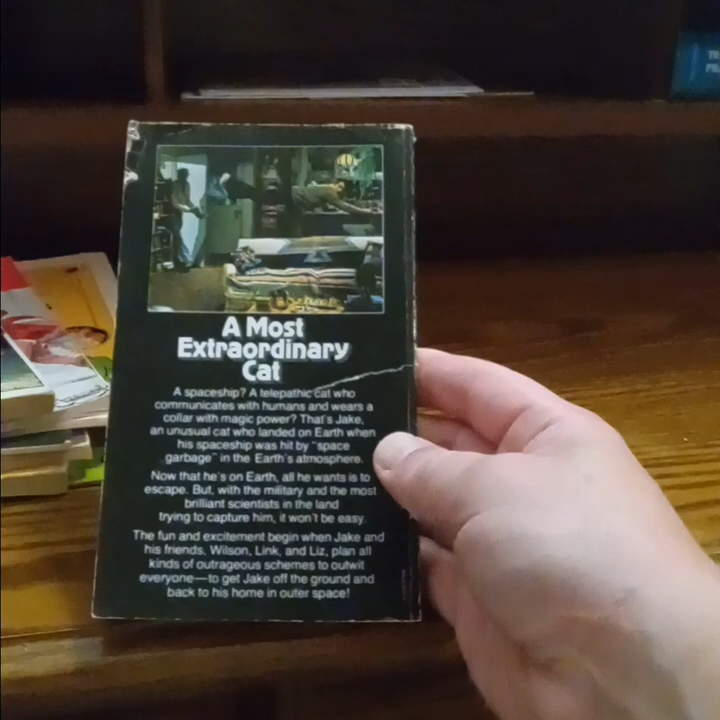 A Most
Extraordinary
Cat
A spaceship? A telepathic cat who
communicates with humans and wears a
collar with magic power? That's Jake,
an unusual cat who landed on Earth when
his spaceship was hit by "space
garbage" in the Earth's atmosphere.
Now that he's on Earth, all he wants is to
escape. But, with the military and the most
brilliant scientists in the land
trying to capture him, it won't be easy.
The fun and excitement begin when Jake and
his friends, Wilson, Link, and Liz, plan all
kinds of outrageous schemes to outwit
everyone—to get Jake off the ground and
back to his home in outer space!